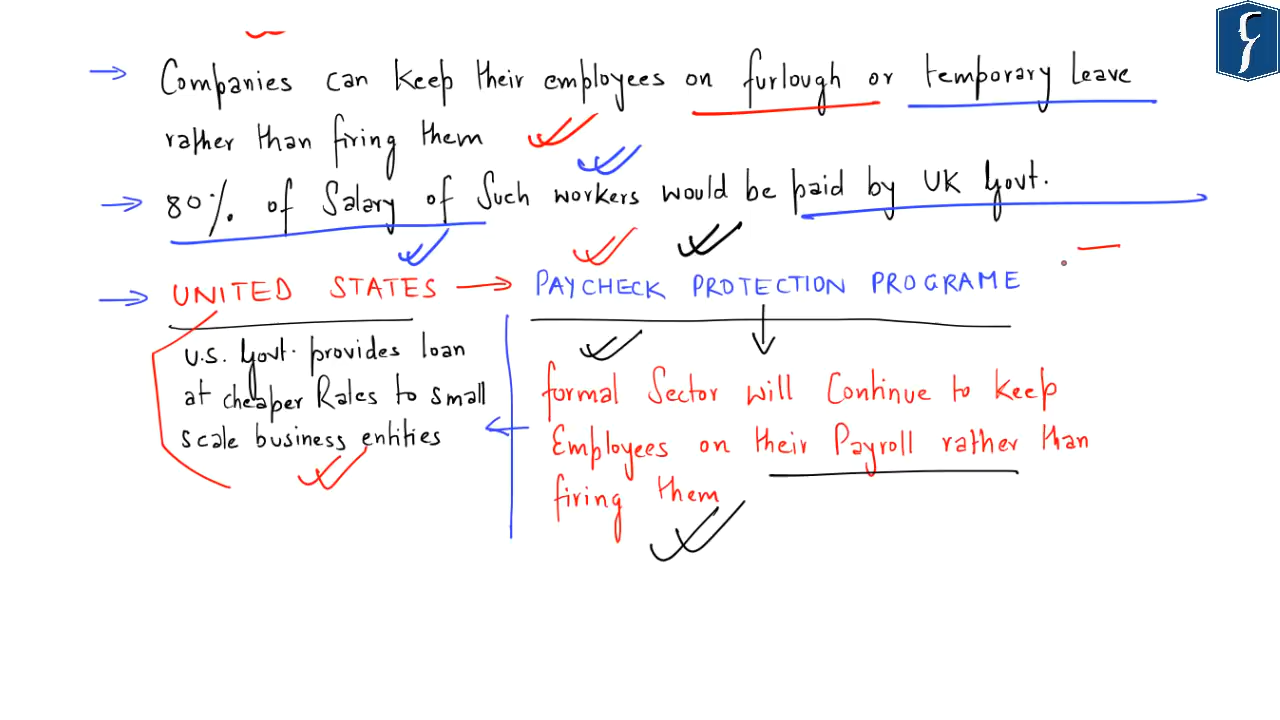 Companies can keep their employees on furlough or temporary leave
rather than firing them
80% of Salary of Such workers would be paid by UK Govt.
UNITED STATES → PAYCHECK PROTECTION PROGRAME
U.S. Govt. provides loan
at cheaper Rales to small
scale business entities
formal Sector will Continue to keep
Employees on their Payroll rather than
firing them